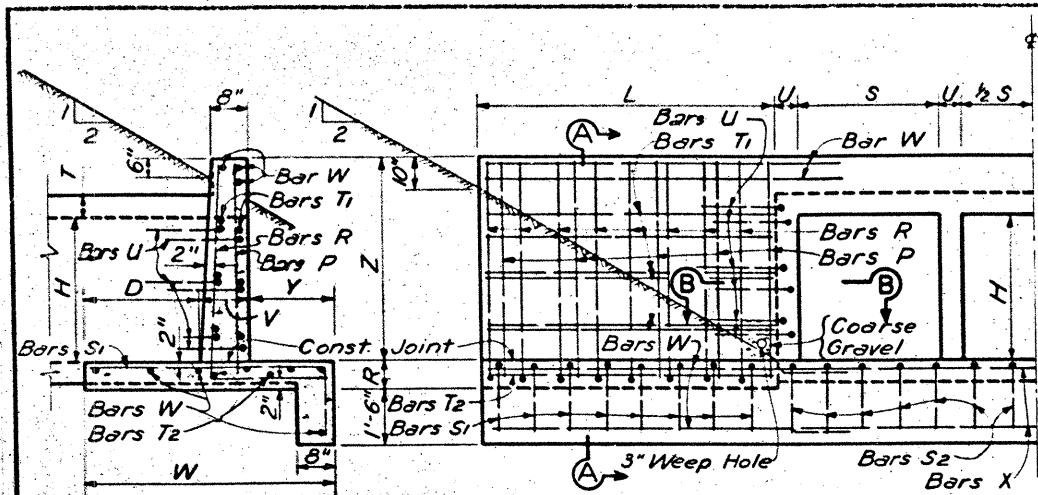 8"
1
2
6"
T
H
Bar W
Bars T1
Bars R
Bars P
Bars U
2"
D
V
Y
Z
2"
Bars S1
Const. Joint
R
1'-6"
Bars W
Bars T2
2"
8"
W
1
2
10"
L
U
S
U
½ S
℄
A
Bars U
Bars T1
Bar W
Bars R
Bars P
B
B
H
Coarse
Gravel
Bars W
Bars T2
Bars S1
3" Weep Hole
A
Bars S2
Bars X